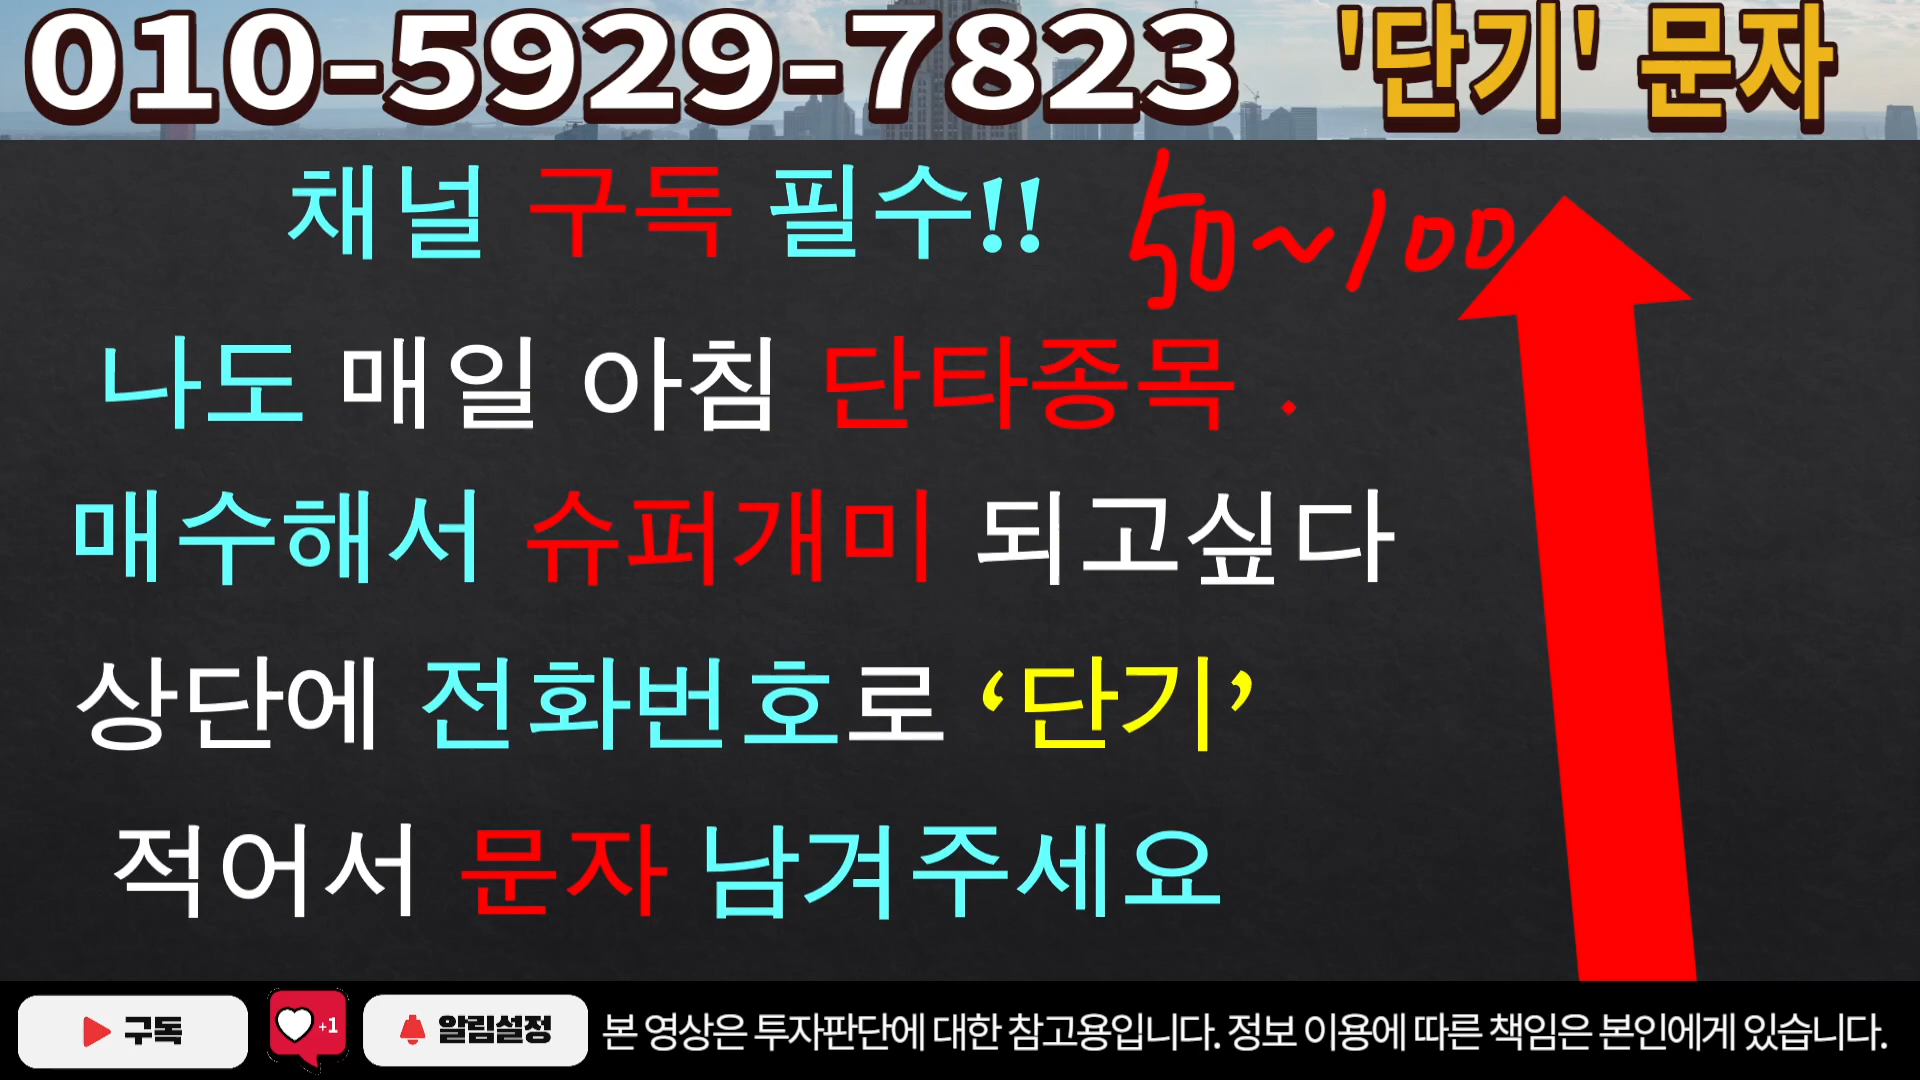 010-5929-7823 '단기' 문자
채널 구독 필수!! 50~100
나도 매일 아침 단타종목 .
매수해서 슈퍼개미 되고싶다
상단에 전화번호로 ‘단기’
적어서 문자 남겨주세요
구독 +1 알림설정 본 영상은 투자판단에 대한 참고용입니다. 정보 이용에 따른 책임은 본인에게 있습니다.